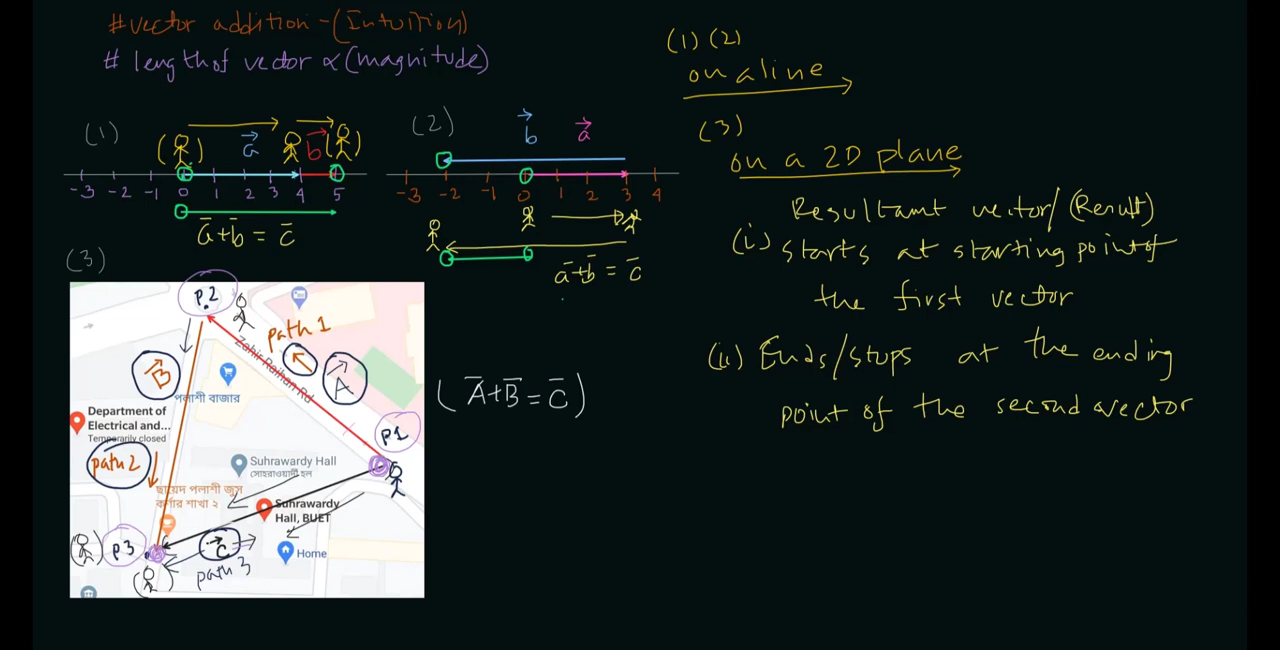 #vector addition -(Intuition)
# length of vector ∝ (magnitude)
(1)
a⃗
b⃗
-3 -2 -1 0 1 2 3 4 5
a̅+b̅ = c̅
(2)
b⃗
a⃗
-3 -2 -1 0 1 2 3 4
a̅+b̅ = c̅
(3)
P.2
path 1
Zahir Raihan Rd
A⃗
B⃗
পলাশী বাজার
Department of
Electrical and...
Temporarily closed
path 2
P1
Suhrawardy Hall
সোহরাওয়ার্দী হল
Suhrawardy
Hall, BUET
Home
P3
C⃗
path 3
(A̅+B̅ = C̅)
(1) (2)
on a line
(3)
on a 2D plane
Resultant vector/(Result)
(i) starts at starting point of
the first vector
(ii) Ends/stops at the ending
point of the second vector